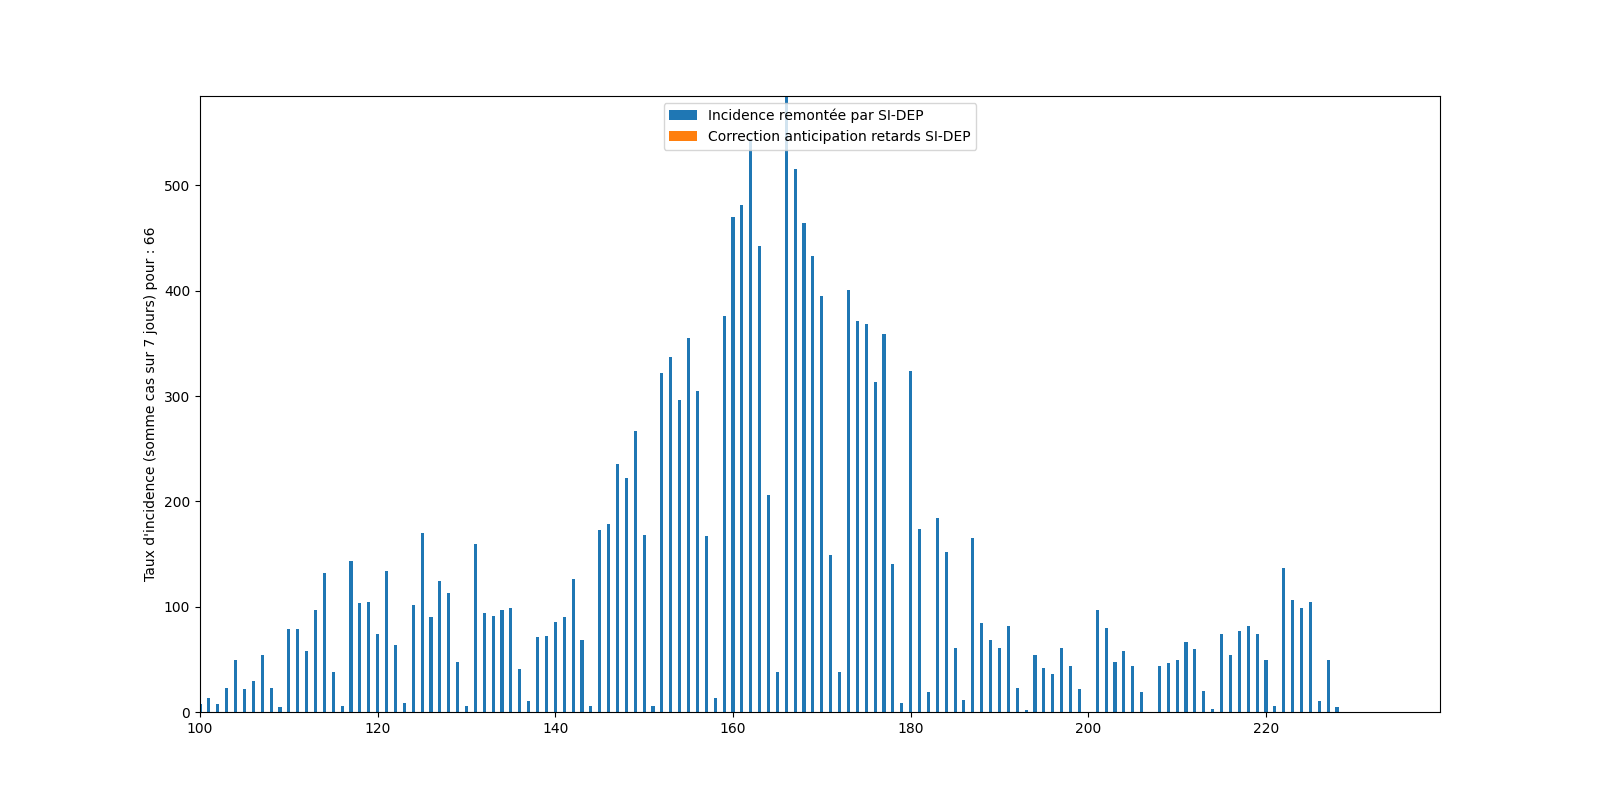 Incidence remontée par SI-DEP
Correction anticipation retards SI-DEP
Taux d'incidence (somme cas sur 7 jours) pour : 66
500
400
300
200
100
0
100 120 140 160 180 200 220